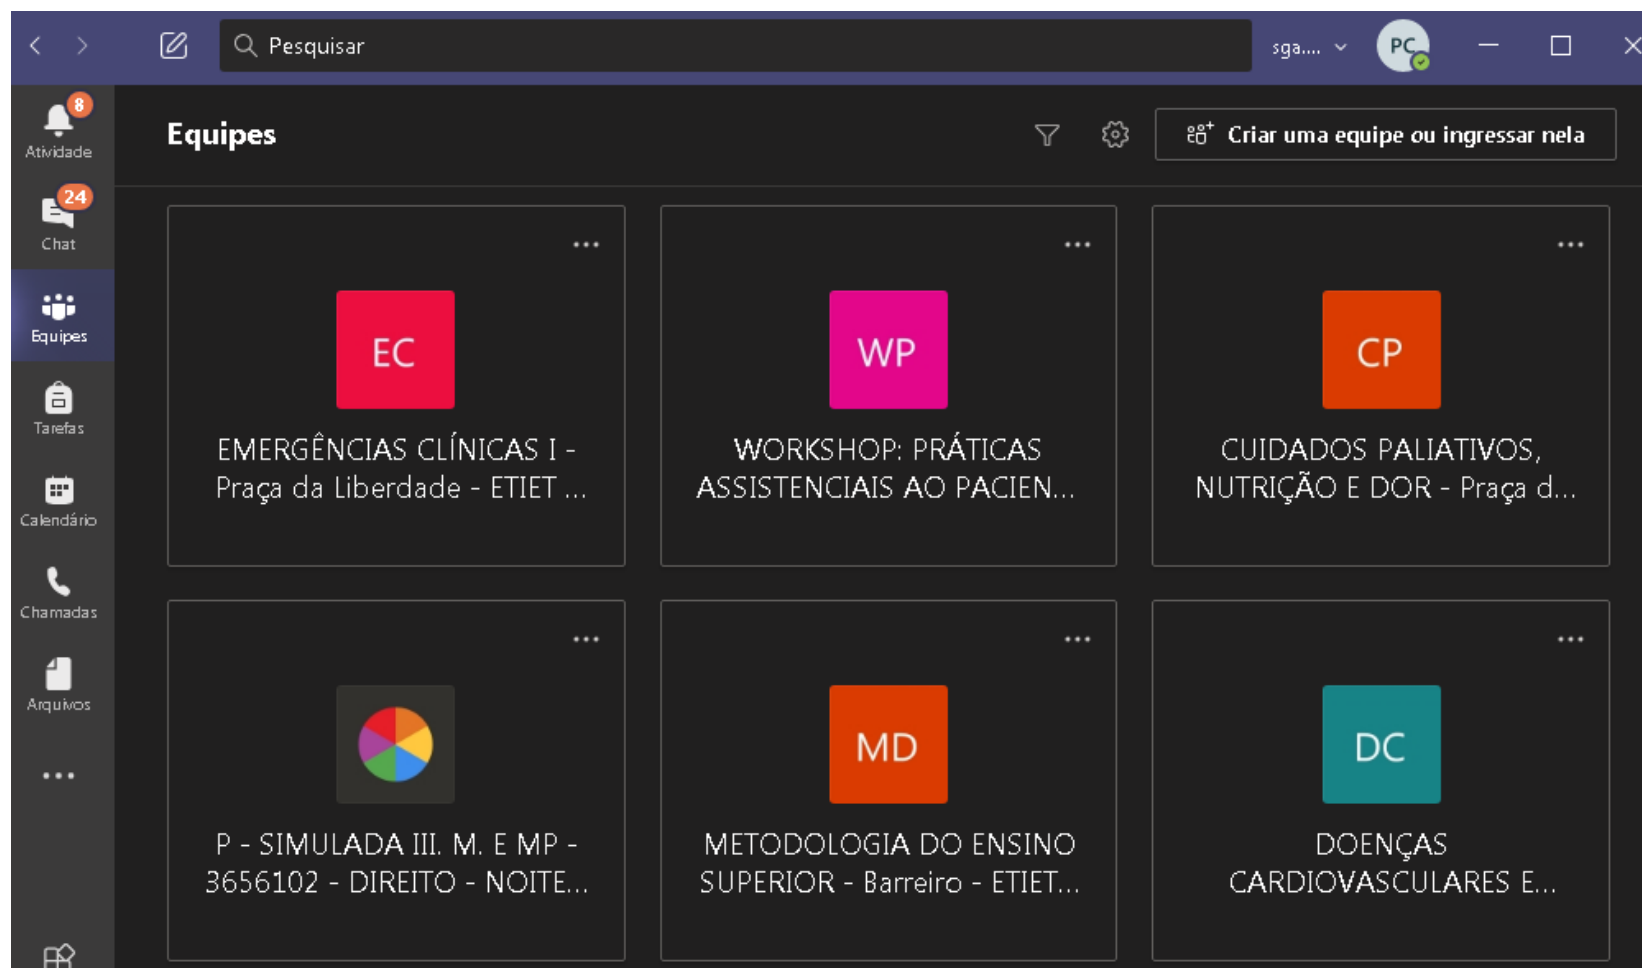 Pesquisar
sga....
PC
8
Atividade
Equipes
Criar uma equipe ou ingressar nela
24
Chat
Equipes
Tarefas
Calendário
Chamadas
Arquivos
EC
EMERGÊNCIAS CLÍNICAS I -
Praça da Liberdade - ETIET ...
WP
WORKSHOP: PRÁTICAS
ASSISTENCIAIS AO PACIEN...
CP
CUIDADOS PALIATIVOS,
NUTRIÇÃO E DOR - Praça d...
P - SIMULADA III. M. E MP -
3656102 - DIREITO - NOITE...
MD
METODOLOGIA DO ENSINO
SUPERIOR - Barreiro - ETIET...
DC
DOENÇAS
CARDIOVASCULARES E...